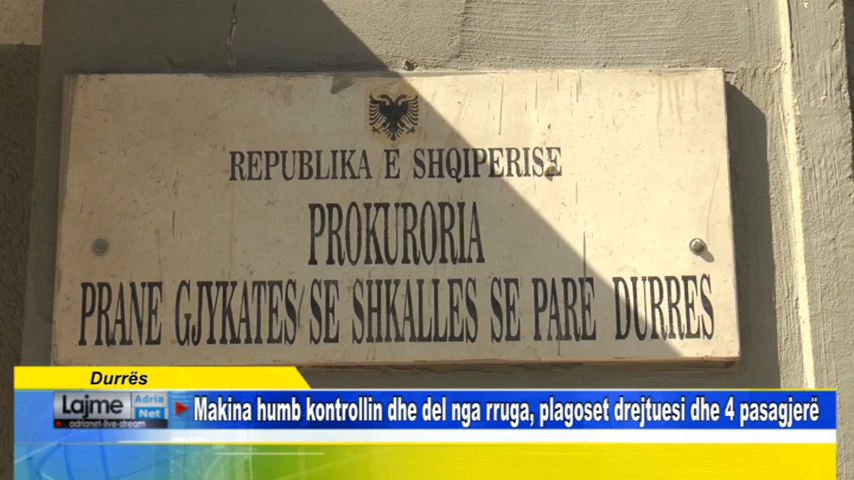 REPUBLIKA E SHQIPERISE
PROKURORIA
PRANE GJYKATES SE SHKALLES SE PARE DURRES
Durrës
Lajme Adria Net
adrianet-live-stream
Makina humb kontrollin dhe del nga rruga, plagoset drejtuesi dhe 4 pasagjerë